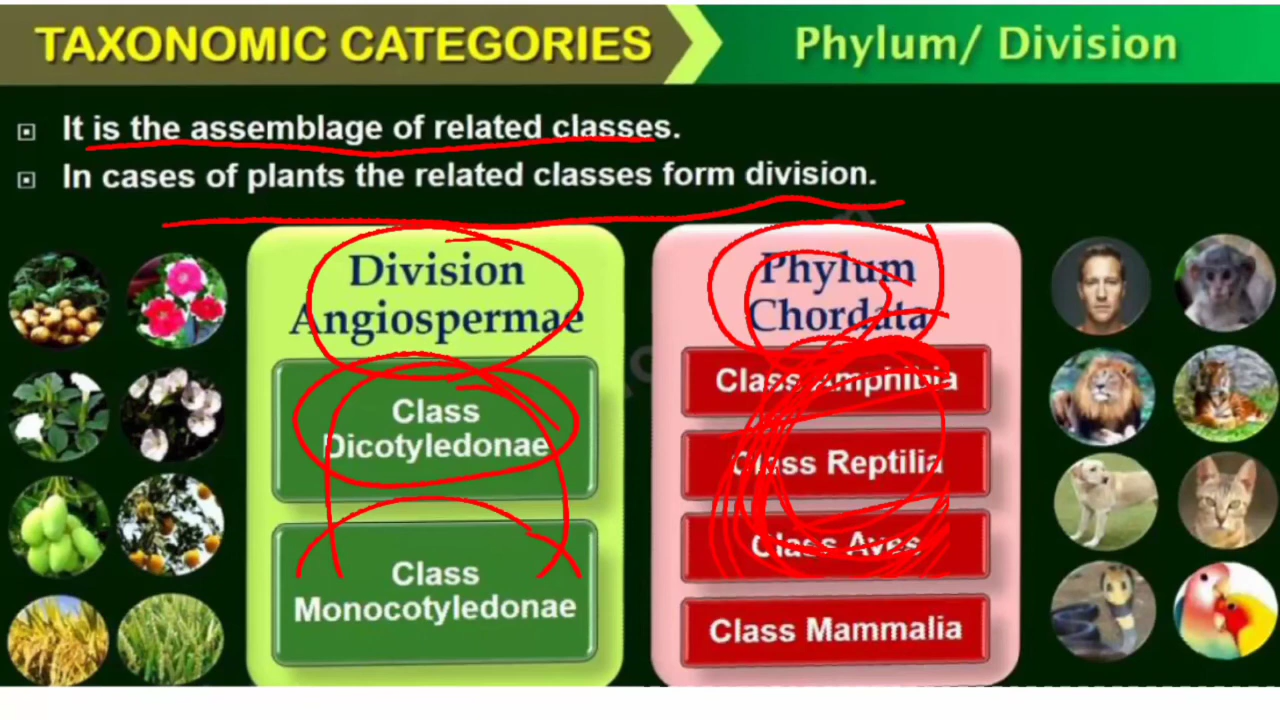 TAXONOMIC CATEGORIES
Phylum/ Division
It is the assemblage of related classes.
In cases of plants the related classes form division.
Division
Angiospermae
Class
Dicotyledonae
Class
Monocotyledonae
Phylum
Chordata
Class Amphibia
Class Reptilia
Class Aves
Class Mammalia